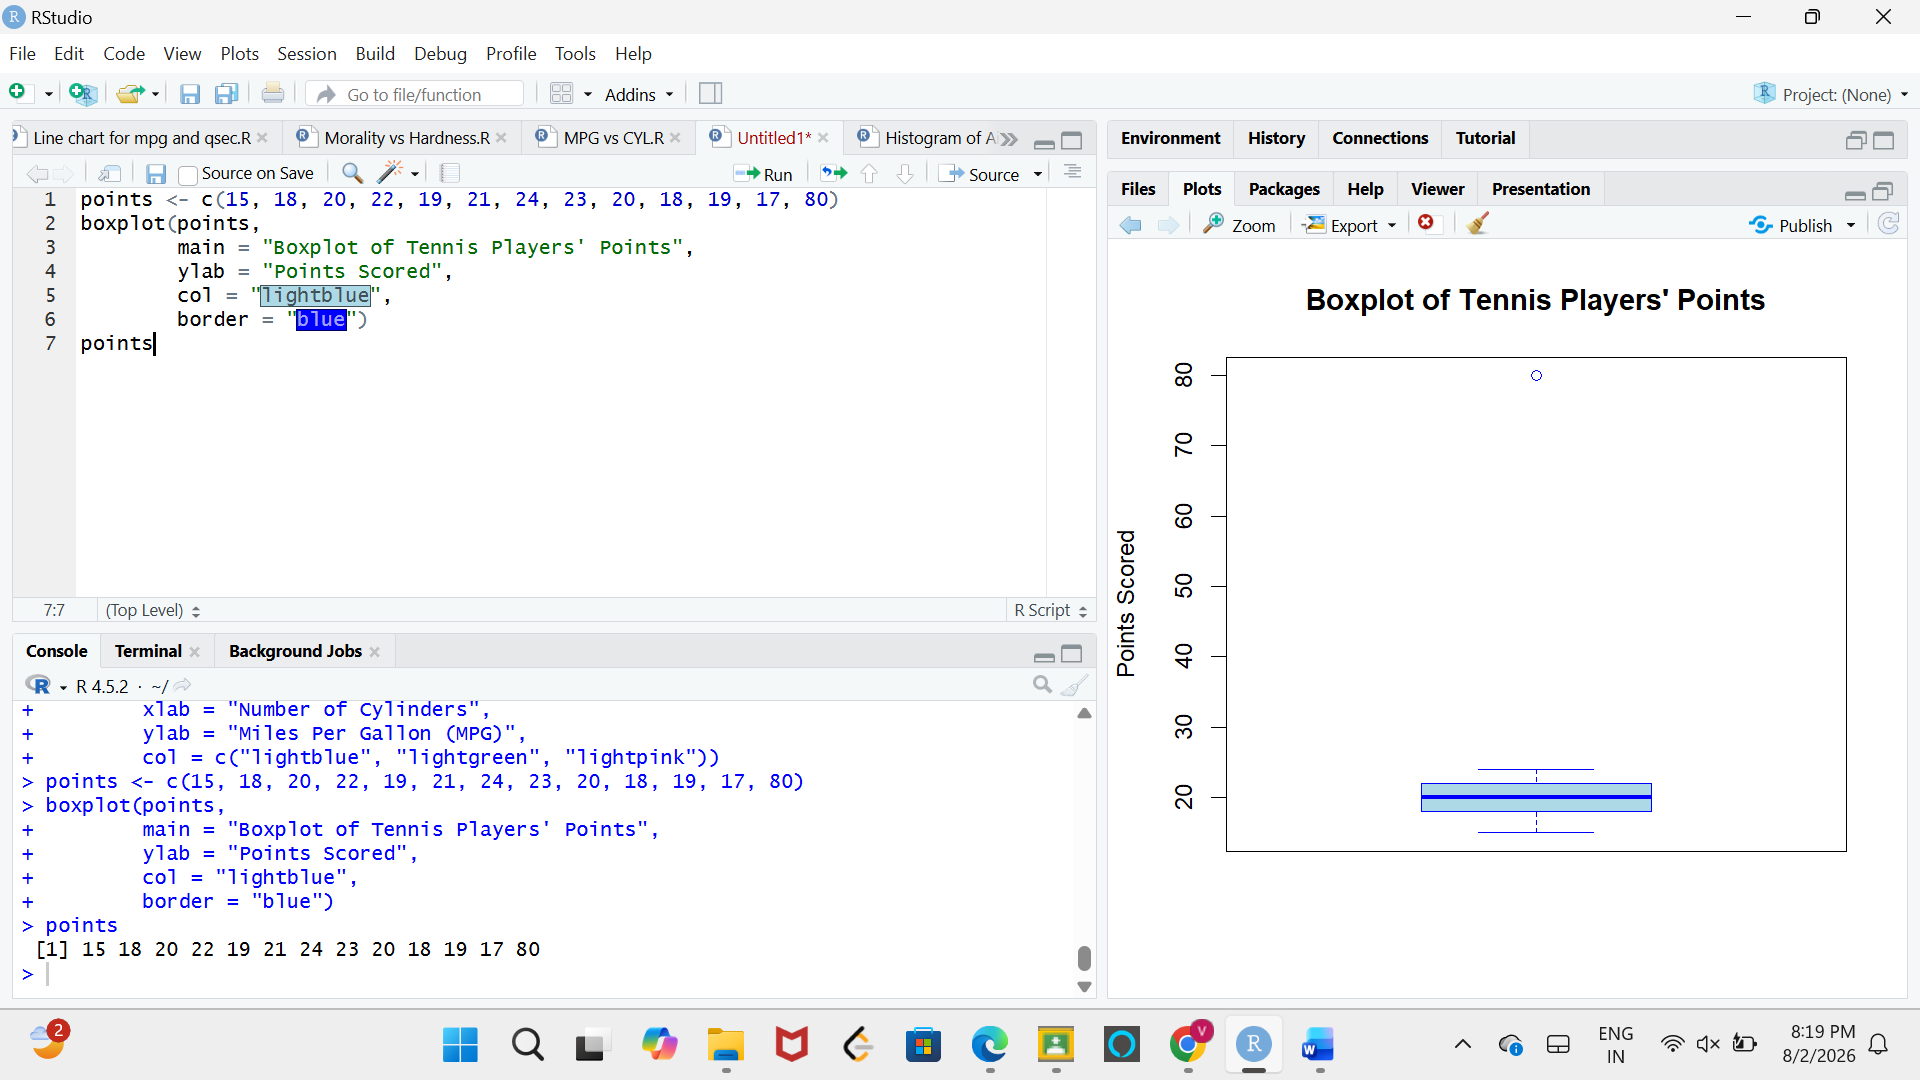 RStudio
File Edit Code View Plots Session Build Debug Profile Tools Help
Go to file/function Addins Project: (None)
Line chart for mpg and qsec.R Morality vs Hardness.R MPG vs CYL.R Untitled1* Histogram of A
Source on Save Run Source
1 points <- c(15, 18, 20, 22, 19, 21, 24, 23, 20, 18, 19, 17, 80)
2 boxplot(points,
3 main = "Boxplot of Tennis Players' Points",
4 ylab = "Points Scored",
5 col = "lightblue",
6 border = "blue")
7 points
7:7 (Top Level) R Script
Console Terminal Background Jobs
R 4.5.2 · ~/
+ xlab = "Number of Cylinders",
+ ylab = "Miles Per Gallon (MPG)",
+ col = c("lightblue", "lightgreen", "lightpink"))
> points <- c(15, 18, 20, 22, 19, 21, 24, 23, 20, 18, 19, 17, 80)
> boxplot(points,
+ main = "Boxplot of Tennis Players' Points",
+ ylab = "Points Scored",
+ col = "lightblue",
+ border = "blue")
> points
[1] 15 18 20 22 19 21 24 23 20 18 19 17 80
>
Environment History Connections Tutorial
Files Plots Packages Help Viewer Presentation
Zoom Export Publish
Boxplot of Tennis Players' Points
Points Scored
80
70
60
50
40
30
20
2
V
ENG
IN
8:19 PM
8/2/2026